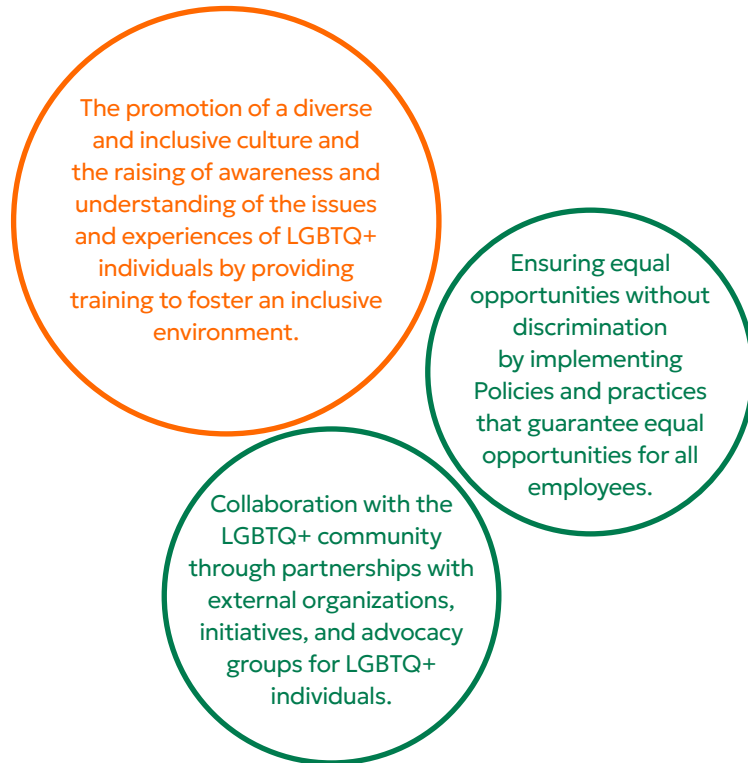 The promotion of a diverse
and inclusive culture and
the raising of awareness and
understanding of the issues
and experiences of LGBTQ+
individuals by providing
training to foster an inclusive
environment.
Ensuring equal
opportunities without
discrimination
by implementing
Policies and practices
that guarantee equal
opportunities for all
employees.
Collaboration with the
LGBTQ+ community
through partnerships with
external organizations,
initiatives, and advocacy
groups for LGBTQ+
individuals.